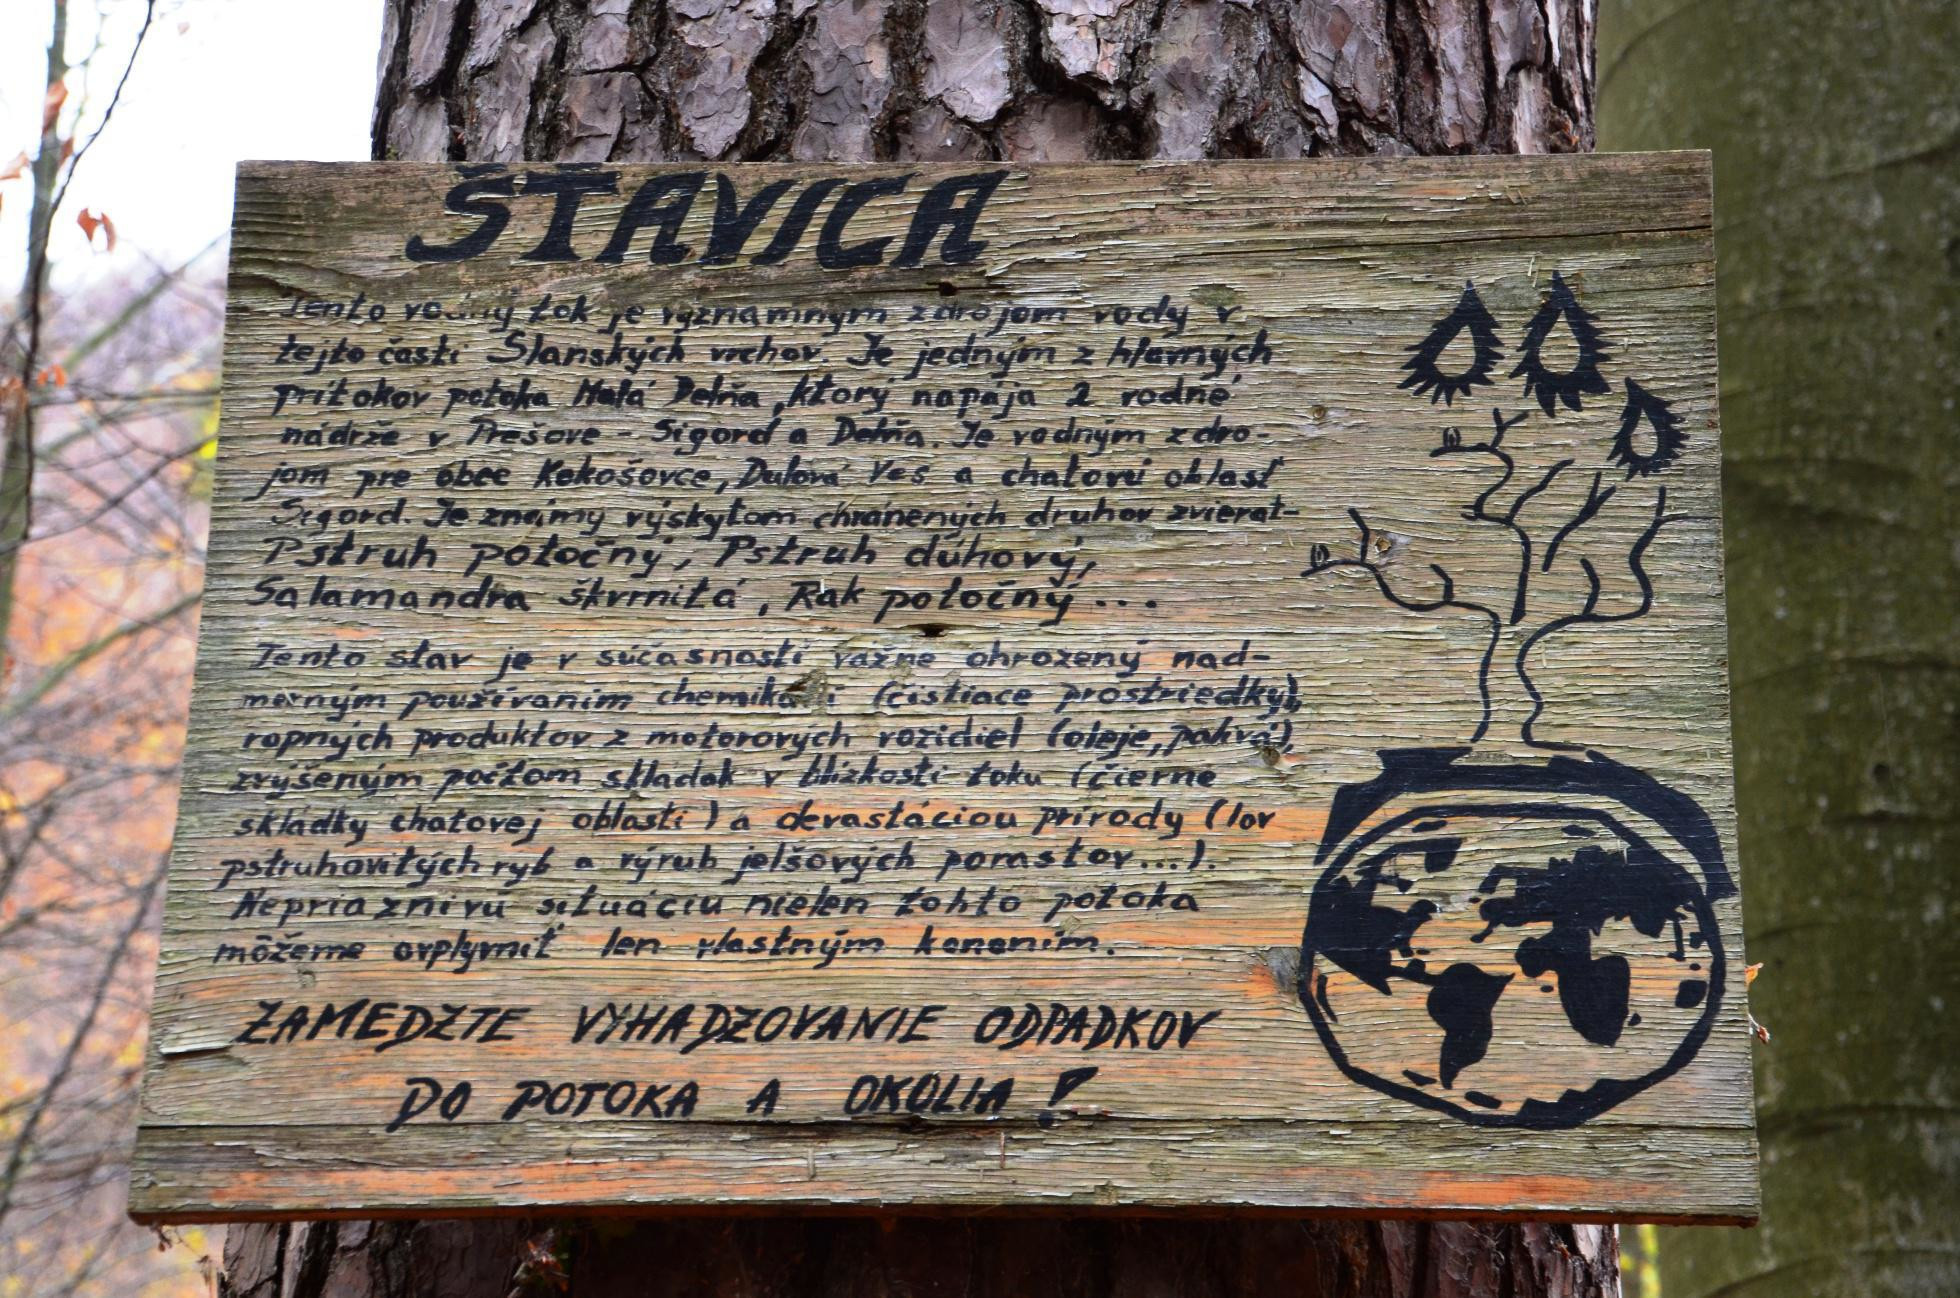 ŠŤAVICA
Tento vodný tok je významným zdrojom vody v
tejto časti Slanských vrchov. Je jedným z hlavných
prítokov potoka Malá Delňa, ktorý napája 2 vodné
nádrže v Prešove - Sigord a Delňa. Je vodným zdro-
jom pre obec Kokošovce, Dulová Ves a chatovú oblasť
Sigord. Je známy výskytom chránených druhov zvierat-
Pstruh potočný, Pstruh dúhový,
Salamandra škvrnitá, Rak potočný...
Tento stav je v súčasnosti vážne ohrozený nad-
merným používaním (čistiace prostriedky),
ropných produktov z motorových vozidiel (oleje, palivá),
zvýšeným počtom skládok v blízkosti toku (čierne
skládky chatovej oblasti) a devastáciou prírody (lov
pstruhovitých rýb a výrub jelšových porastov...).
Nepriaznivú situáciu nielen tohto potoka
môžeme ovplyvniť len vlastným konaním.
ZAMEDZTE VYHADZOVANIE ODPADKOV
DO POTOKA A OKOLIA!